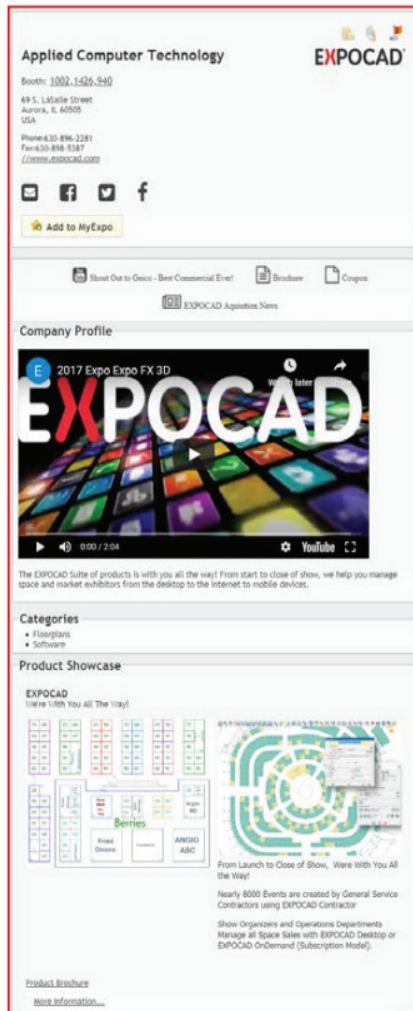 Applied Computer Technology
EXPOCAD
Booth: 1002,1426,940
69 S. LaSalle Street
Aurora, IL 60505
USA
Phone:630-896-2281
Fax:630-898-5387
//www.expocad.com
Add to MyExpo
Shout Out to Geico - Best Commercial Ever! Brochure Coupon
EXPOCAD Aquisition News
Company Profile
E 2017 Expo Expo FX 3D
Watch later Share
EXPOCAD
0:00 / 2:04 YouTube
The EXPOCAD Suite of products is with you all the way! From start to close of show, we help you manage
space and market exhibitors from the desktop to the internet to mobile devices.
Categories
• Floorplans
• Software
Product Showcase
EXPOCAD
We're With You All The Way!
Berries
Fried
Onions
ANGIO
ABC
From Launch to Close of Show, Were With You All
the Way!
Nearly 8000 Events are created by General Service
Contractors using EXPOCAD Contractor
Show Organizers and Operations Departments
Manage all Space Sales with EXPOCAD Desktop or
EXPOCAD OnDemand (Subscription Model).
Product Brochure
More Information...